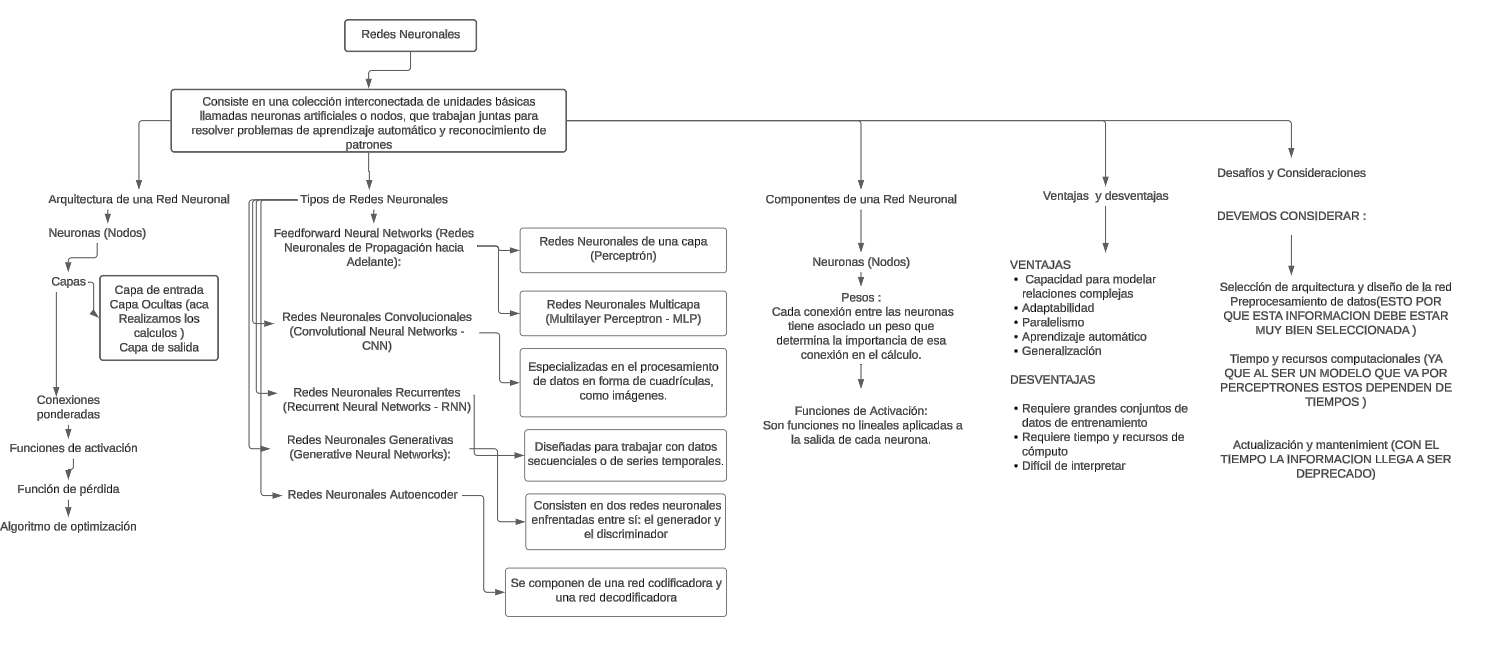 Redes Neuronales
Consiste en una colección interconectada de unidades básicas
llamadas neuronas artificiales o nodos, que trabajan juntas para
resolver problemas de aprendizaje automático y reconocimiento de
patrones
Arquitectura de una Red Neuronal
Neuronas (Nodos)
Capas
Capa de entrada
Capa Ocultas (aca
Realizamos los
calculos )
Capa de salida
Conexiones
ponderadas
Funciones de activación
Función de pérdida
Algoritmo de optimización
Tipos de Redes Neuronales
Feedforward Neural Networks (Redes
Neuronales de Propagación hacia
Adelante):
Redes Neuronales de una capa
(Perceptrón)
Redes Neuronales Multicapa
(Multilayer Perceptron - MLP)
Redes Neuronales Convolucionales
(Convolutional Neural Networks -
CNN)
Especializadas en el procesamiento
de datos en forma de cuadrículas,
como imágenes.
Redes Neuronales Recurrentes
(Recurrent Neural Networks - RNN)
Diseñadas para trabajar con datos
secuenciales o de series temporales.
Redes Neuronales Generativas
(Generative Neural Networks):
Consisten en dos redes neuronales
enfrentadas entre sí: el generador y
el discriminador
Redes Neuronales Autoencoder
Se componen de una red codificadora y
una red decodificadora
Componentes de una Red Neuronal
Neuronas (Nodos)
Pesos :
Cada conexión entre las neuronas
tiene asociado un peso que
determina la importancia de esa
conexión en el cálculo.
Funciones de Activación:
Son funciones no lineales aplicadas a
la salida de cada neurona.
Ventajas y desventajas
VENTAJAS
• Capacidad para modelar
relaciones complejas
• Adaptabilidad
• Paralelismo
• Aprendizaje automático
• Generalización
DESVENTAJAS
• Requiere grandes conjuntos de
datos de entrenamiento
• Requiere tiempo y recursos de
cómputo
• Difícil de interpretar
Desafíos y Consideraciones
DEVEMOS CONSIDERAR :
Selección de arquitectura y diseño de la red
Preprocesamiento de datos(ESTO POR
QUE ESTA INFORMACION DEBE ESTAR
MUY BIEN SELECCIONADA )
Tiempo y recursos computacionales (YA
QUE AL SER UN MODELO QUE VA POR
PERCEPTRONES ESTOS DEPENDEN DE
TIEMPOS )
Actualización y mantenimient (CON EL
TIEMPO LA INFORMACION LLEGA A SER
DEPRECADO)